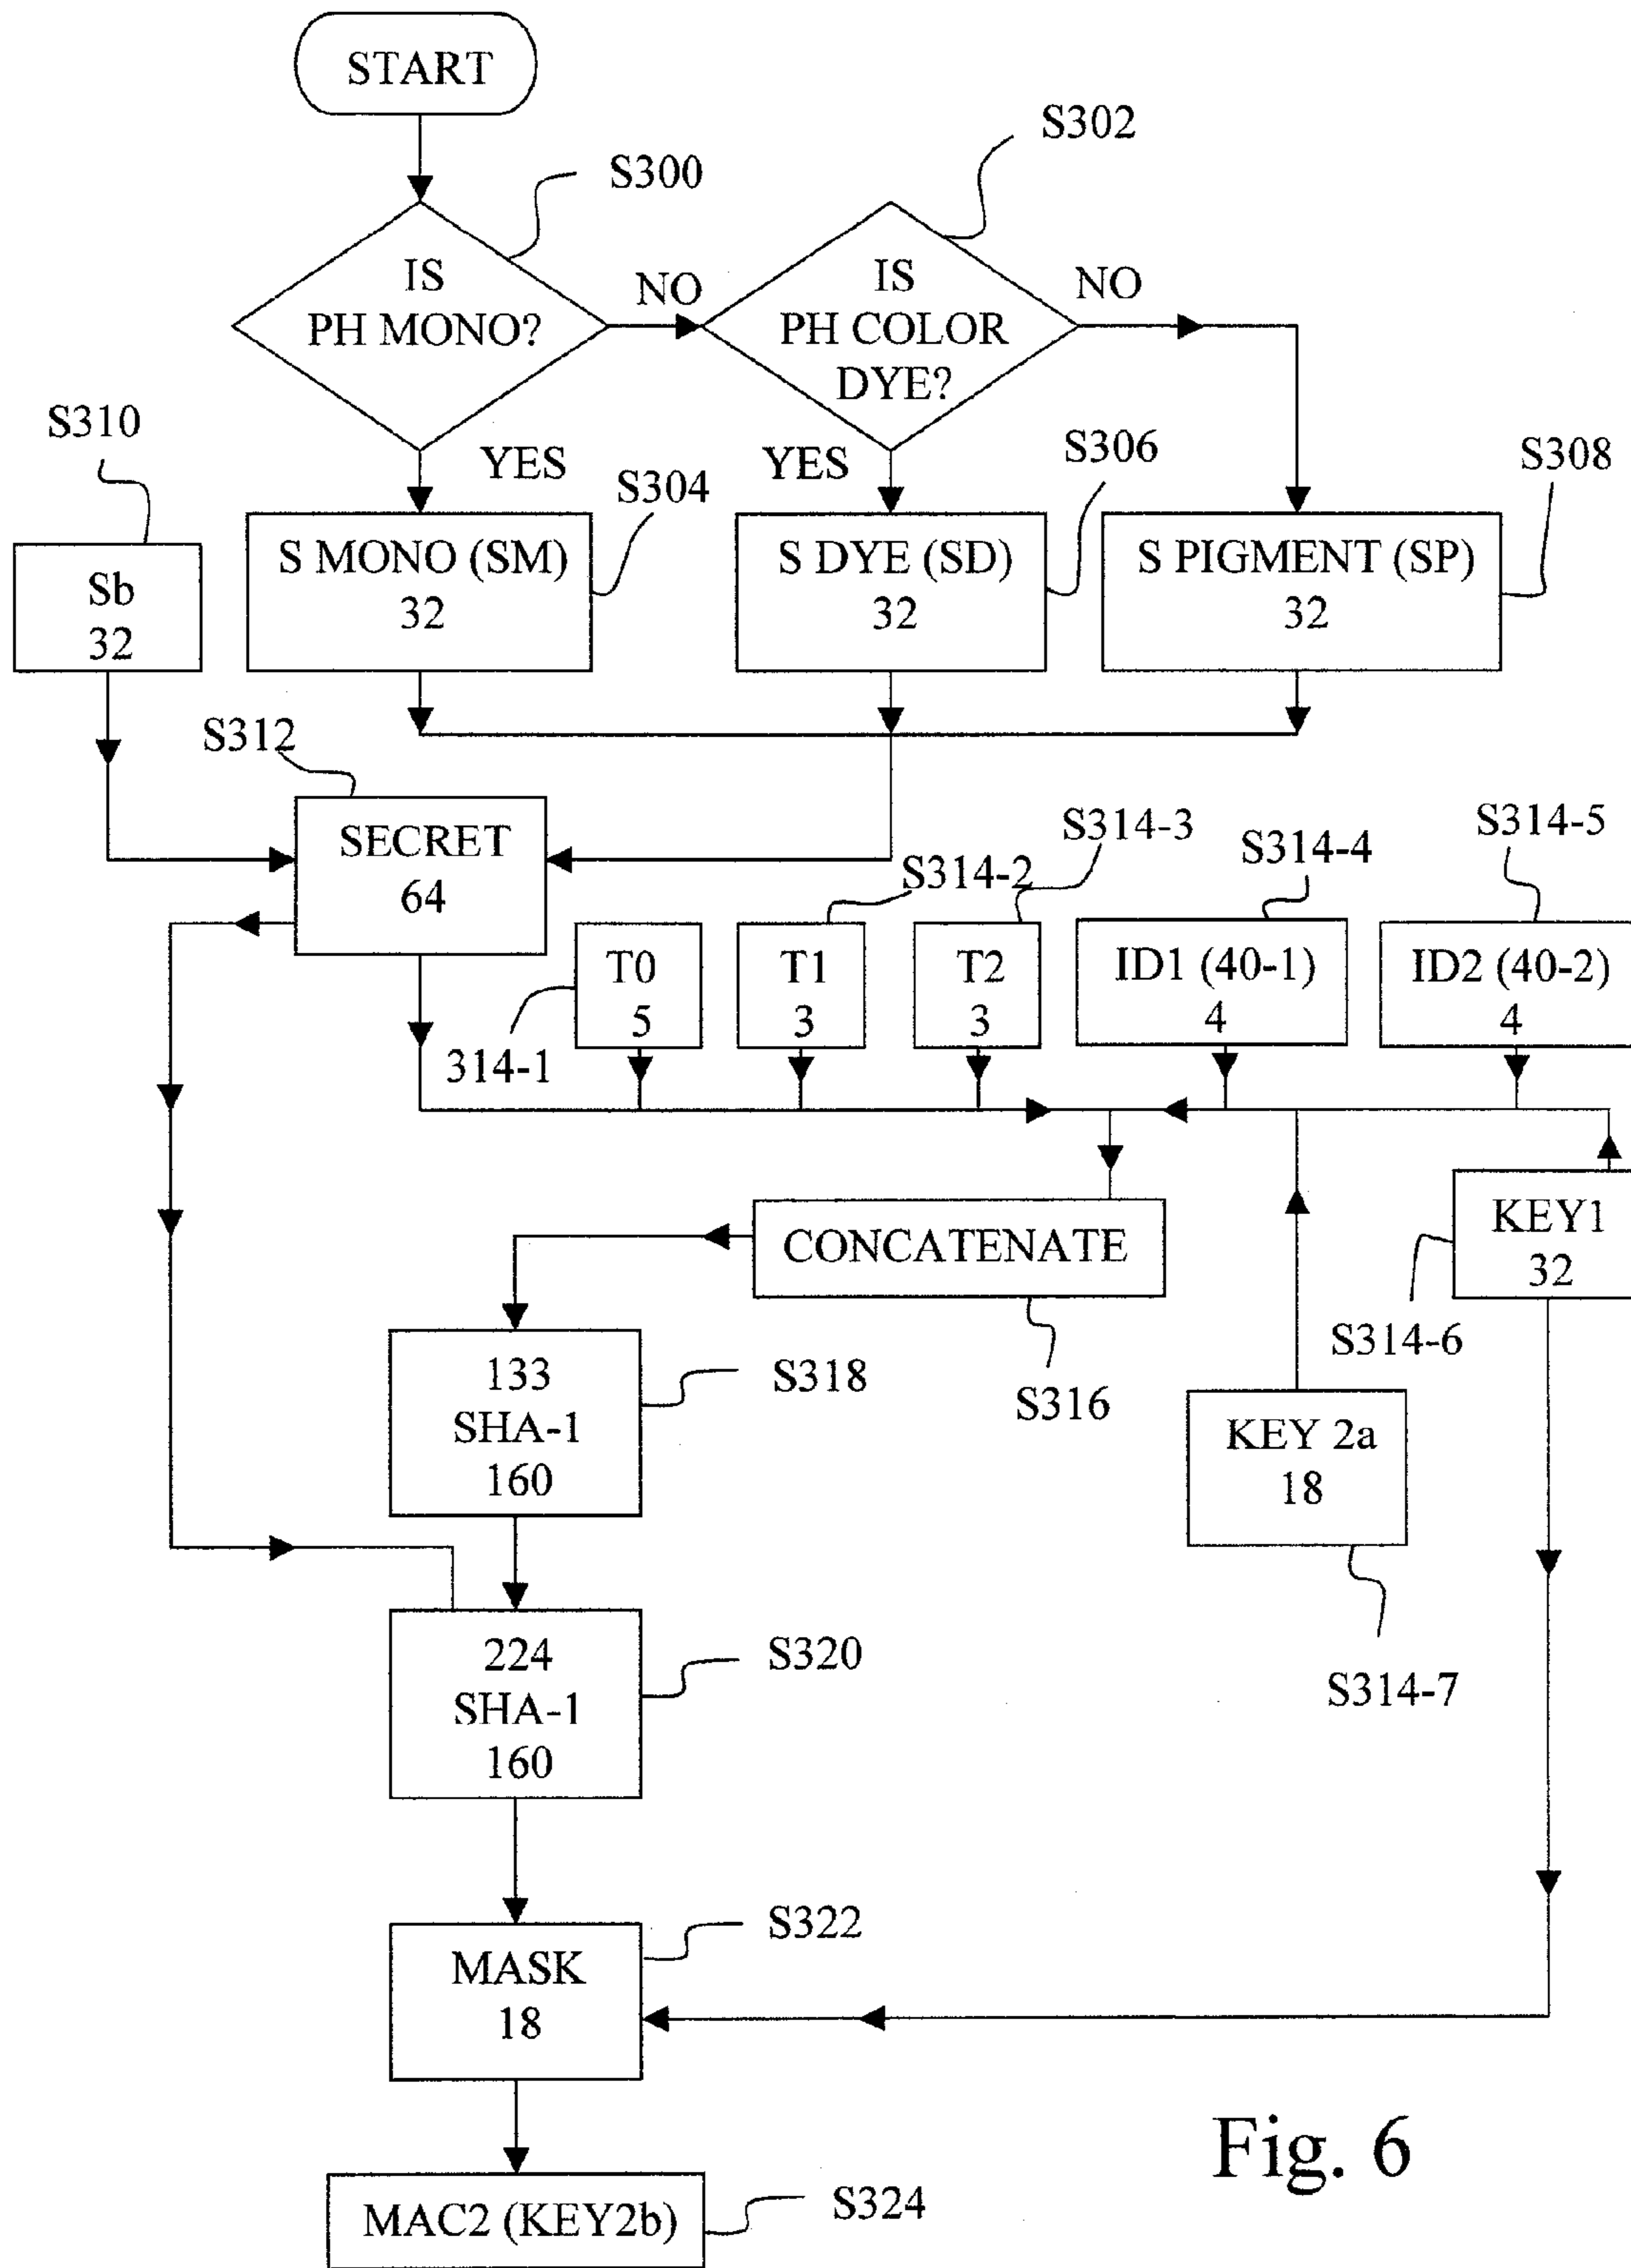 START
S302
S300
IS
PH MONO?
NO
IS
PH COLOR
DYE?
NO
S310
YES
S304
YES
S306
S308
Sb
32
S MONO (SM)
32
S DYE (SD)
32
S PIGMENT (SP)
32
S312
SECRET
64
S314-2
S314-3
S314-4
S314-5
T0
5
T1
3
T2
3
ID1 (40-1)
4
ID2 (40-2)
4
314-1
CONCATENATE
KEY1
32
S314-6
S316
133
SHA-1
160
S318
KEY 2a
18
S314-7
224
SHA-1
160
S320
MASK
18
S322
MAC2 (KEY2b)
S324
Fig. 6